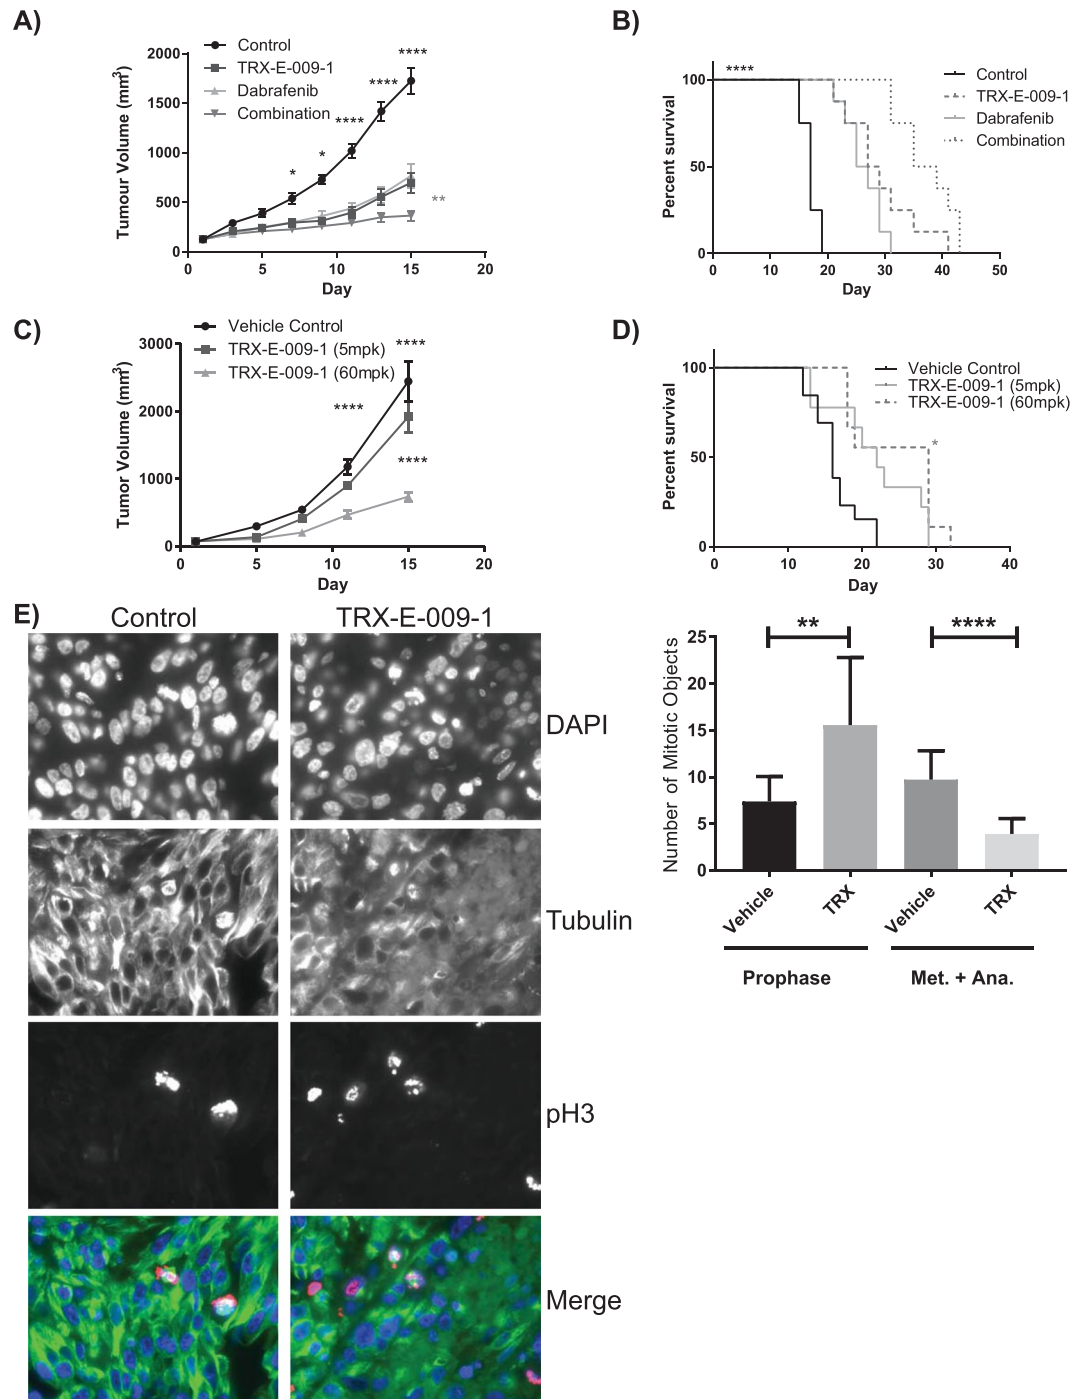 A)
Control
TRX-E-009-1
Dabrafenib
Combination
Tumour Volume (mm3)
2000
1500
1000
500
0
* * **** **** **** **
0 5 10 15 20
Day
B)
****
Control
TRX-E-009-1
Dabrafenib
Combination
Percent survival
100
50
0
0 10 20 30 40 50
Day
C)
Vehicle Control
TRX-E-009-1 (5mpk)
TRX-E-009-1 (60mpk)
Tumor Volume (mm3)
3000
2000
1000
0
**** **** ****
0 5 10 15 20
Day
D)
Vehicle Control
TRX-E-009-1 (5mpk)
TRX-E-009-1 (60mpk)
Percent survival
100
50
0
*
0 10 20 30 40
Day
E)
Control TRX-E-009-1
DAPI
Tubulin
pH3
Merge
Number of Mitotic Objects
25
20
15
10
5
0
** ****
Vehicle TRX Vehicle TRX
Prophase Met. + Ana.